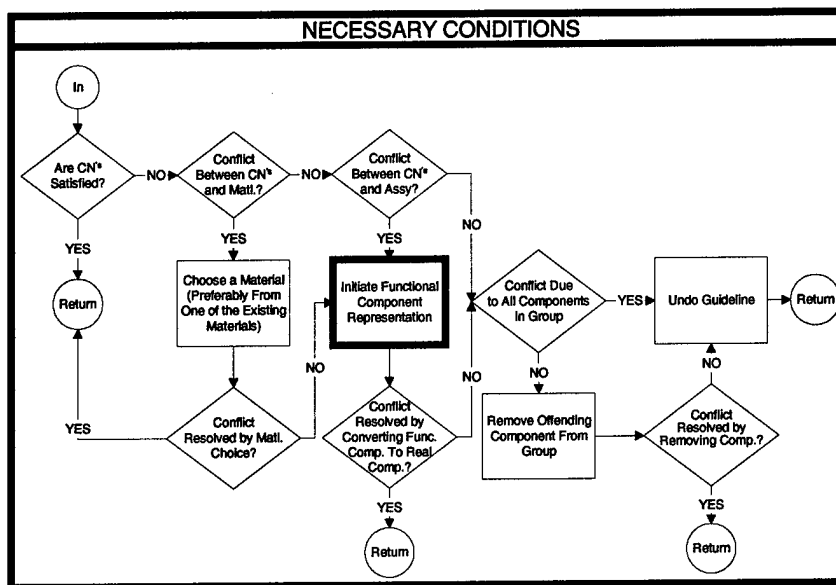 NECESSARY CONDITIONS
In
Are CN's
Satisfied?
NO
Conflict
Between CN's
and Matl.?
NO
Conflict
Between CN's
and Assy?
NO
YES
Return
YES
Choose a Material
(Preferably From
One of the Existing
Materials)
YES
Initiate Functional
Component
Representation
Conflict Due
to All Components
In Group
YES
Undo Guideline
Return
YES
Conflict
Resolved by Matl.
Choice?
NO
Conflict
Resolved by
Converting Func.
Comp. To Real
Comp.?
NO
YES
Return
NO
Remove Offending
Component From
Group
Conflict
Resolved by
Removing Comp.?
NO
YES
Return